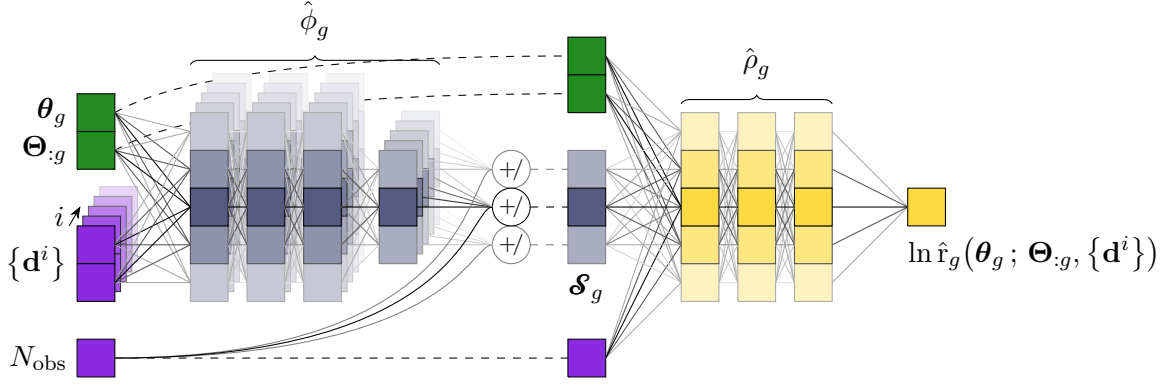 ϕ̂_g
ρ̂_g
θ_g
Θ_{:g}
i
{d^i}
+/
+/
+/
𝓢_g
ln r̂_g(θ_g ; Θ_{:g}, {d^i})
N_obs